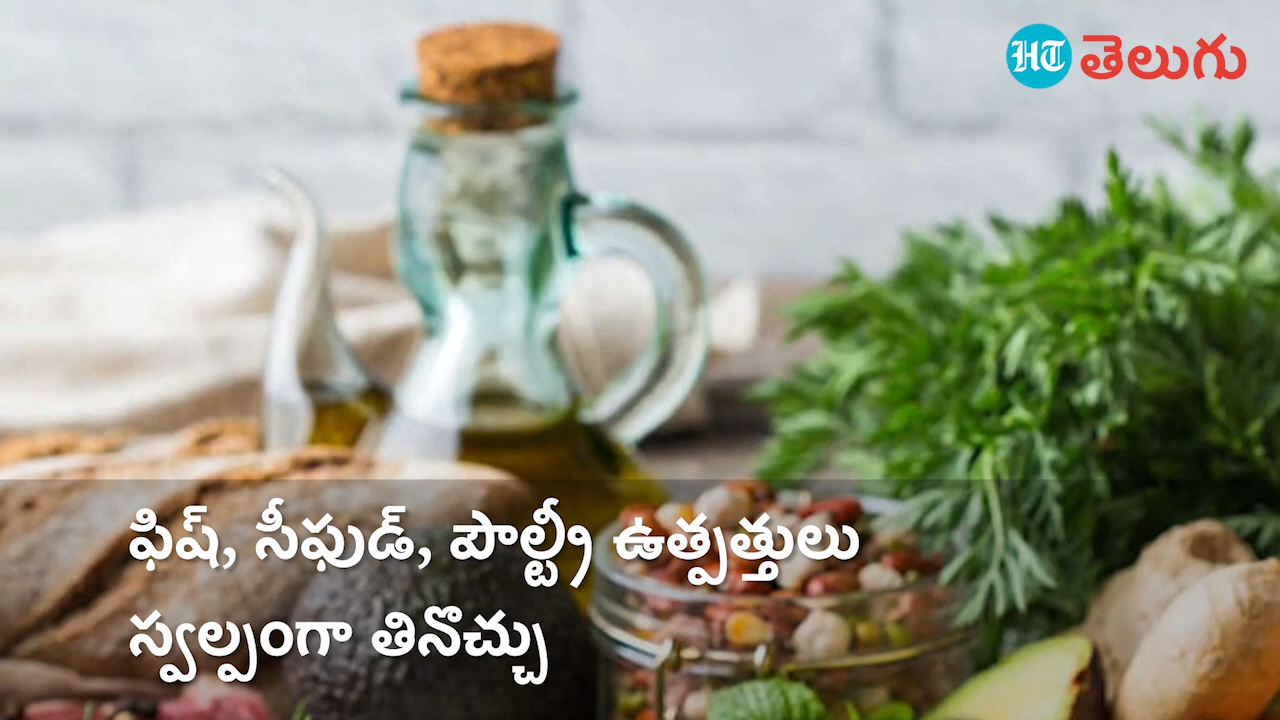 HT తెలుగు
ఫిష్, సీఫుడ్, పౌల్ట్రీ ఉత్పత్తులు
స్వల్పంగా తినొచ్చు